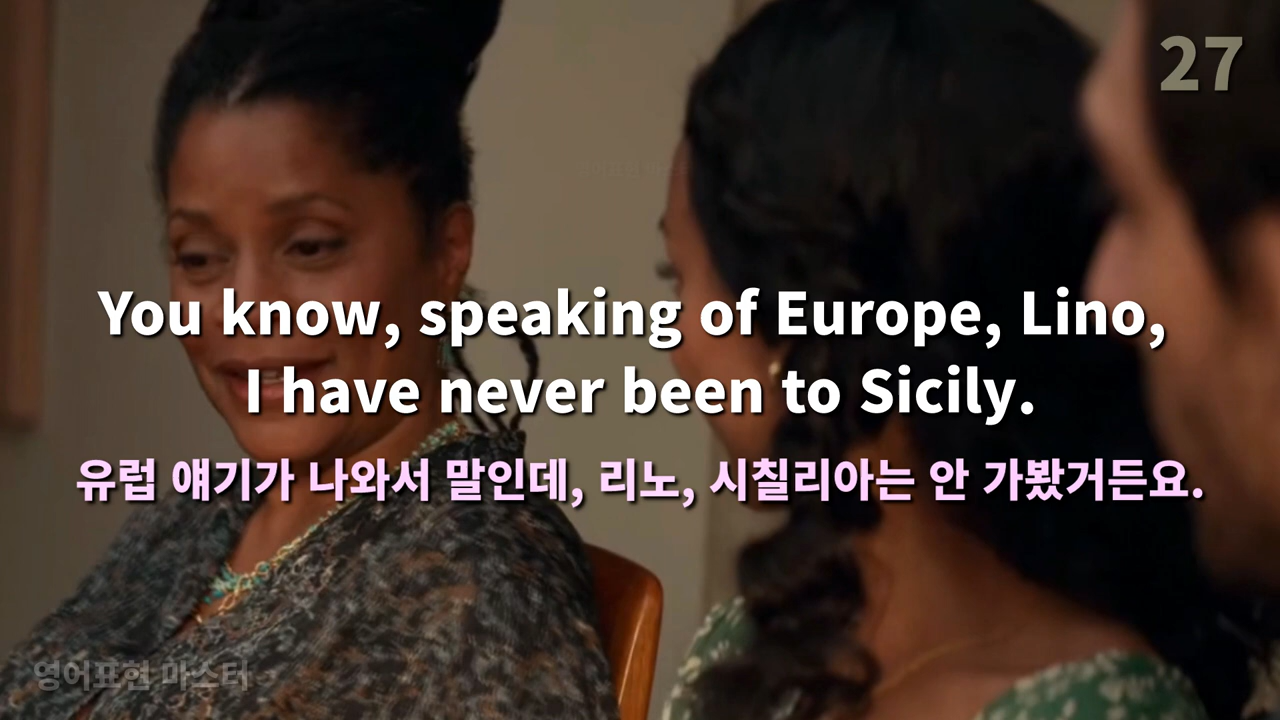 27
You know, speaking of Europe, Lino,
I have never been to Sicily.
유럽 얘기가 나와서 말인데, 리노, 시칠리아는 안 가봤거든요.
영어표현 마스터